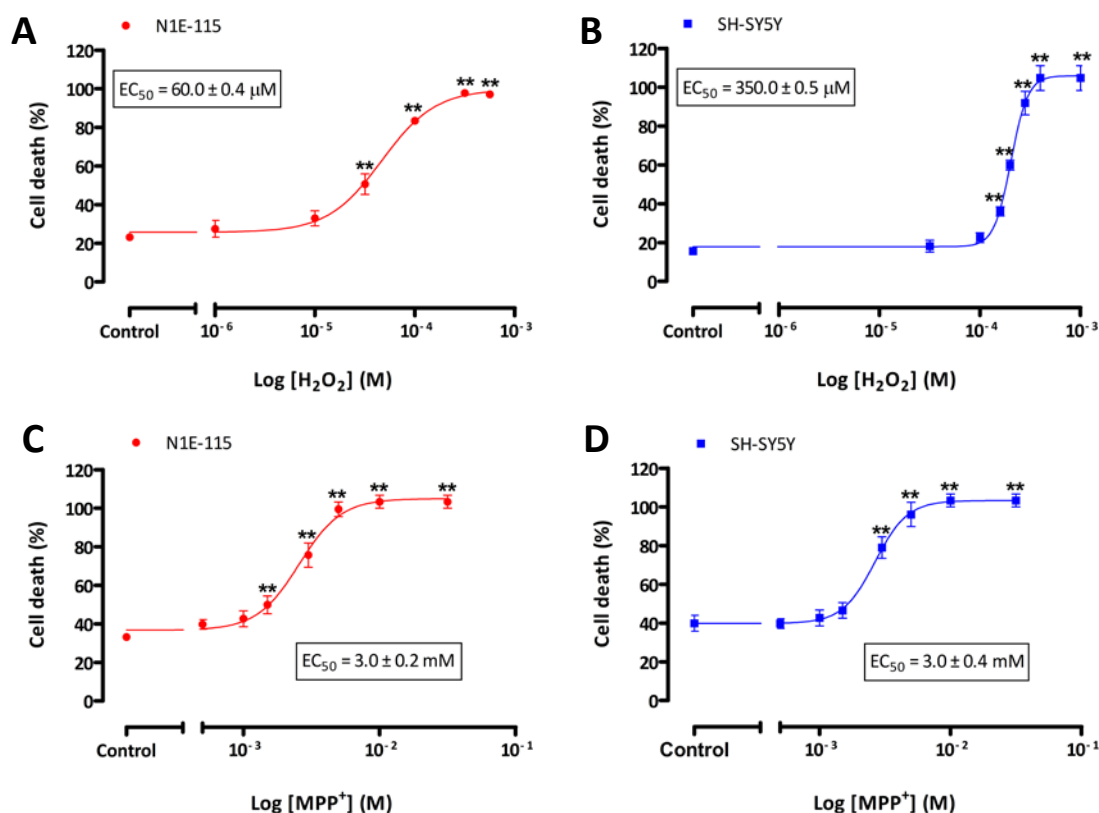 A
N1E-115
Cell death (%)
120
100
80
60
40
20
0
EC₅₀ = 60.0 ± 0.4 µM
**
**
**
**
Control
10⁻⁶
10⁻⁵
10⁻⁴
10⁻³
Log [H₂O₂] (M)
B
SH-SY5Y
Cell death (%)
120
100
80
60
40
20
0
EC₅₀ = 350.0 ± 0.5 µM
**
**
**
**
**
Control
10⁻⁶
10⁻⁵
10⁻⁴
10⁻³
Log [H₂O₂] (M)
C
N1E-115
Cell death (%)
120
100
80
60
40
20
0
**
**
**
**
**
EC₅₀ = 3.0 ± 0.2 mM
Control
10⁻³
10⁻²
10⁻¹
Log [MPP⁺] (M)
D
SH-SY5Y
Cell death (%)
120
100
80
60
40
20
0
**
**
**
**
EC₅₀ = 3.0 ± 0.4 mM
Control
10⁻³
10⁻²
10⁻¹
Log [MPP⁺] (M)